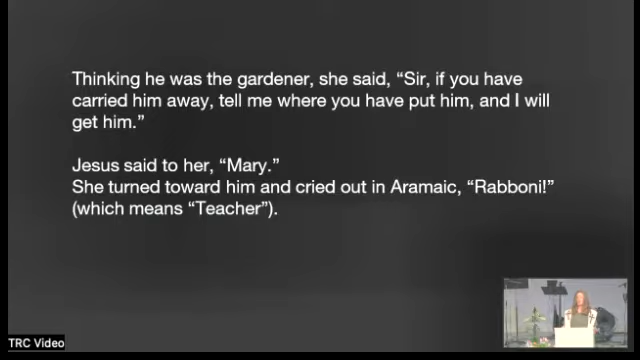 Thinking he was the gardener, she said, “Sir, if you have
carried him away, tell me where you have put him, and I will
get him.”
Jesus said to her, “Mary.”
She turned toward him and cried out in Aramaic, “Rabboni!”
(which means “Teacher”).
TRC Video